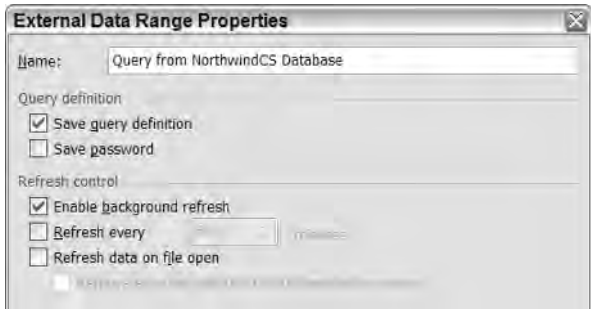 External Data Range Properties
Name: Query from NorthwindCS Database
Query definition
Save query definition
Save password
Refresh control
Enable background refresh
Refresh every
Refresh data on file open